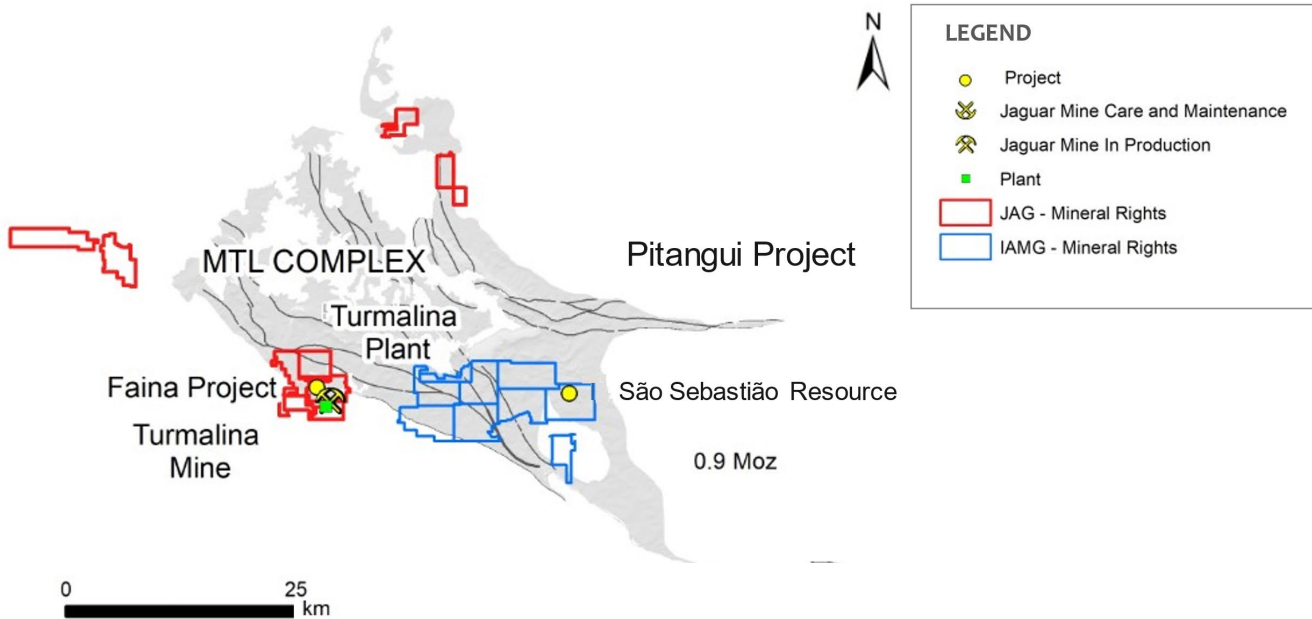 N
LEGEND
Project
Jaguar Mine Care and Maintenance
Jaguar Mine In Production
Plant
JAG - Mineral Rights
IAMG - Mineral Rights
MTL COMPLEX
Pitangui Project
Turmalina
Plant
Faina Project
São Sebastião Resource
Turmalina
Mine
0.9 Moz
0
25
km